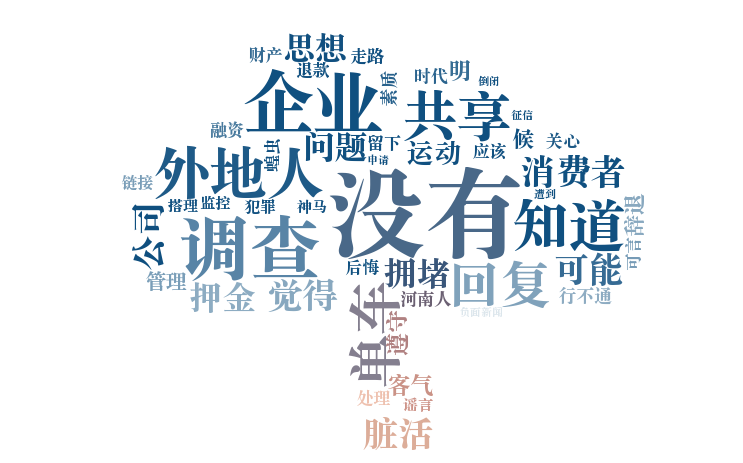 财产
思想
走路
退款
时代
明
倒闭
素质
企业
共享
征信
融资
蝗虫
问题
留下
申请
运动
应该
候
关心
链接
外地人
消费者
遭到
搭理
监控
犯罪
神马
没有
知道
辞退
可言
公司
调查
后悔
拥堵
可能
管理
押金
觉得
河南人
回复
行不通
负面新闻
单车
遵守
客气
处理
谣言
脏活